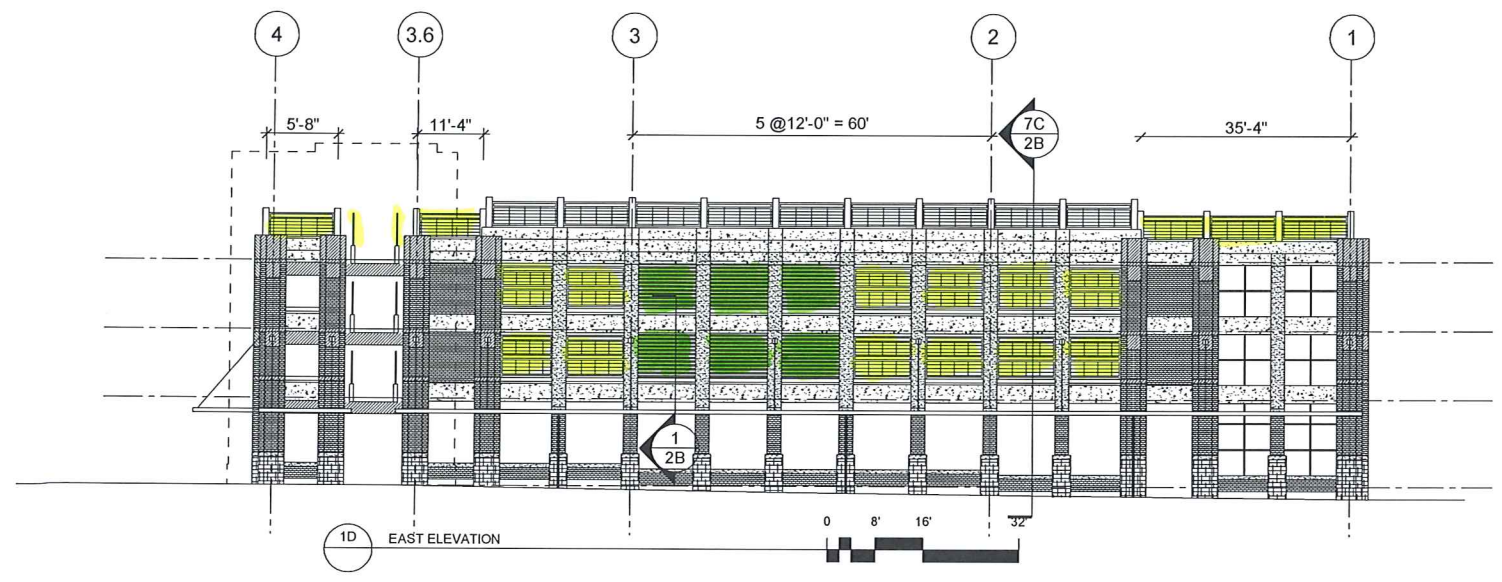 4
3.6
3
2
1
5'-8"
11'-4"
5 @12'-0" = 60'
7C
2B
35'-4"
1
2B
1D
EAST ELEVATION
0
8'
16'
32'